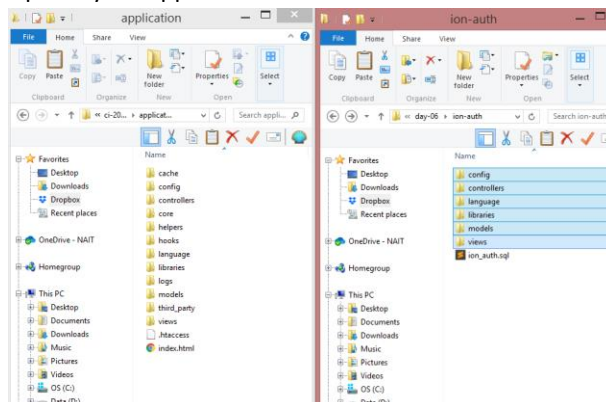 application
File Home Share View
Copy Paste
New folder
Properties
Select
Clipboard Organize New Open
« ci-20... ▸ applicat...
Search appli...
Favorites
Desktop
Downloads
Dropbox
Recent places
OneDrive - NAIT
Homegroup
This PC
Desktop
Documents
Downloads
Music
Pictures
Videos
OS (C:)
Data (D:)
Name
cache
config
controllers
core
helpers
hooks
language
libraries
logs
models
third_party
views
.htaccess
index.html
ion-auth
File Home Share View
Copy Paste
New folder
Properties
Select
Clipboard Organize New Open
« day-06 ▸ ion-auth
Search ion-auth
Favorites
Desktop
Downloads
Dropbox
Recent places
OneDrive - NAIT
Homegroup
This PC
Desktop
Documents
Downloads
Music
Pictures
Videos
OS (C:)
Name
config
controllers
language
libraries
models
views
ion_auth.sql